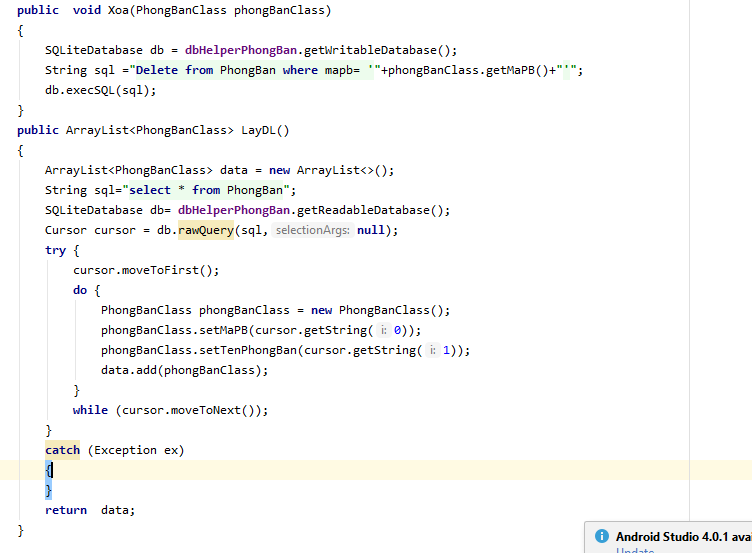 public  void Xoa(PhongBanClass phongBanClass)
{
    SQLiteDatabase db = dbHelperPhongBan.getWritableDatabase();
    String sql ="Delete from PhongBan where mapb= '"+phongBanClass.getMaPB()+"'";
    db.execSQL(sql);
}
public ArrayList<PhongBanClass> LayDL()
{
    ArrayList<PhongBanClass> data = new ArrayList<>();
    String sql="select * from PhongBan";
    SQLiteDatabase db= dbHelperPhongBan.getReadableDatabase();
    Cursor cursor = db.rawQuery(sql, selectionArgs: null);
    try {
        cursor.moveToFirst();
        do {
            PhongBanClass phongBanClass = new PhongBanClass();
            phongBanClass.setMaPB(cursor.getString( i: 0));
            phongBanClass.setTenPhongBan(cursor.getString( i: 1));
            data.add(phongBanClass);
        }
        while (cursor.moveToNext());
    }
    catch (Exception ex)
    {
    }
    return  data;
}
Android Studio 4.0.1 avai
Update